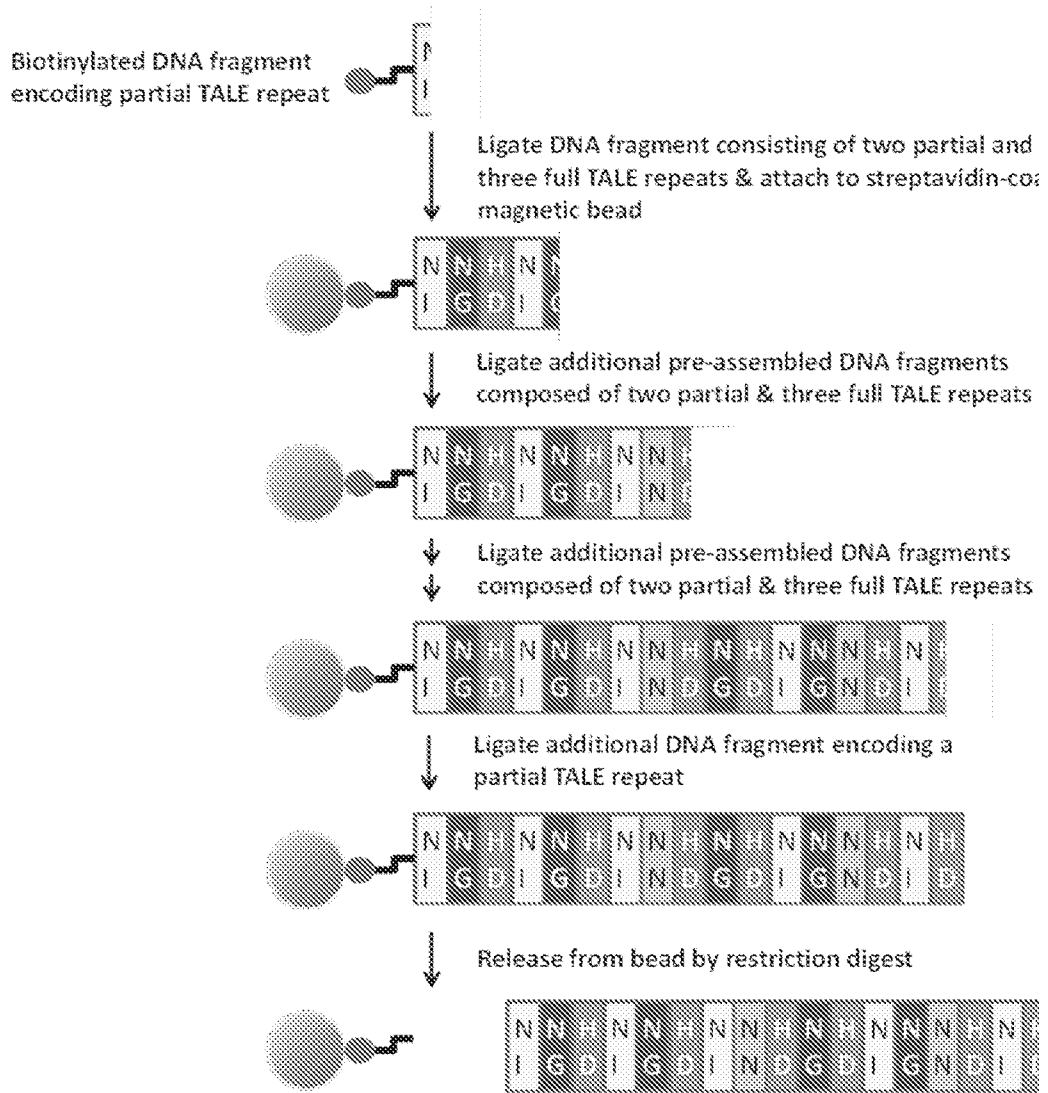 Biotinylated DNA fragment
encoding partial TALE repeat
N
I
Ligate DNA fragment consisting of two partial and
three full TALE repeats & attach to streptavidin-coa
magnetic bead
N N H N N
I G D I G
Ligate additional pre-assembled DNA fragments
composed of two partial & three full TALE repeats
N N H N N H N N
I G D I G D I N
Ligate additional pre-assembled DNA fragments
composed of two partial & three full TALE repeats
N N H N N H N N H N H N N N H N
I G D I G D I N D G D I G N D I
Ligate additional DNA fragment encoding a
partial TALE repeat
N N H N N H N N H N H N N N H N H
I G D I G D I N D G D I G N D I D
Release from bead by restriction digest
N N H N N H N N H N H N N N H N
I G D I G D I N D G D I G N D I